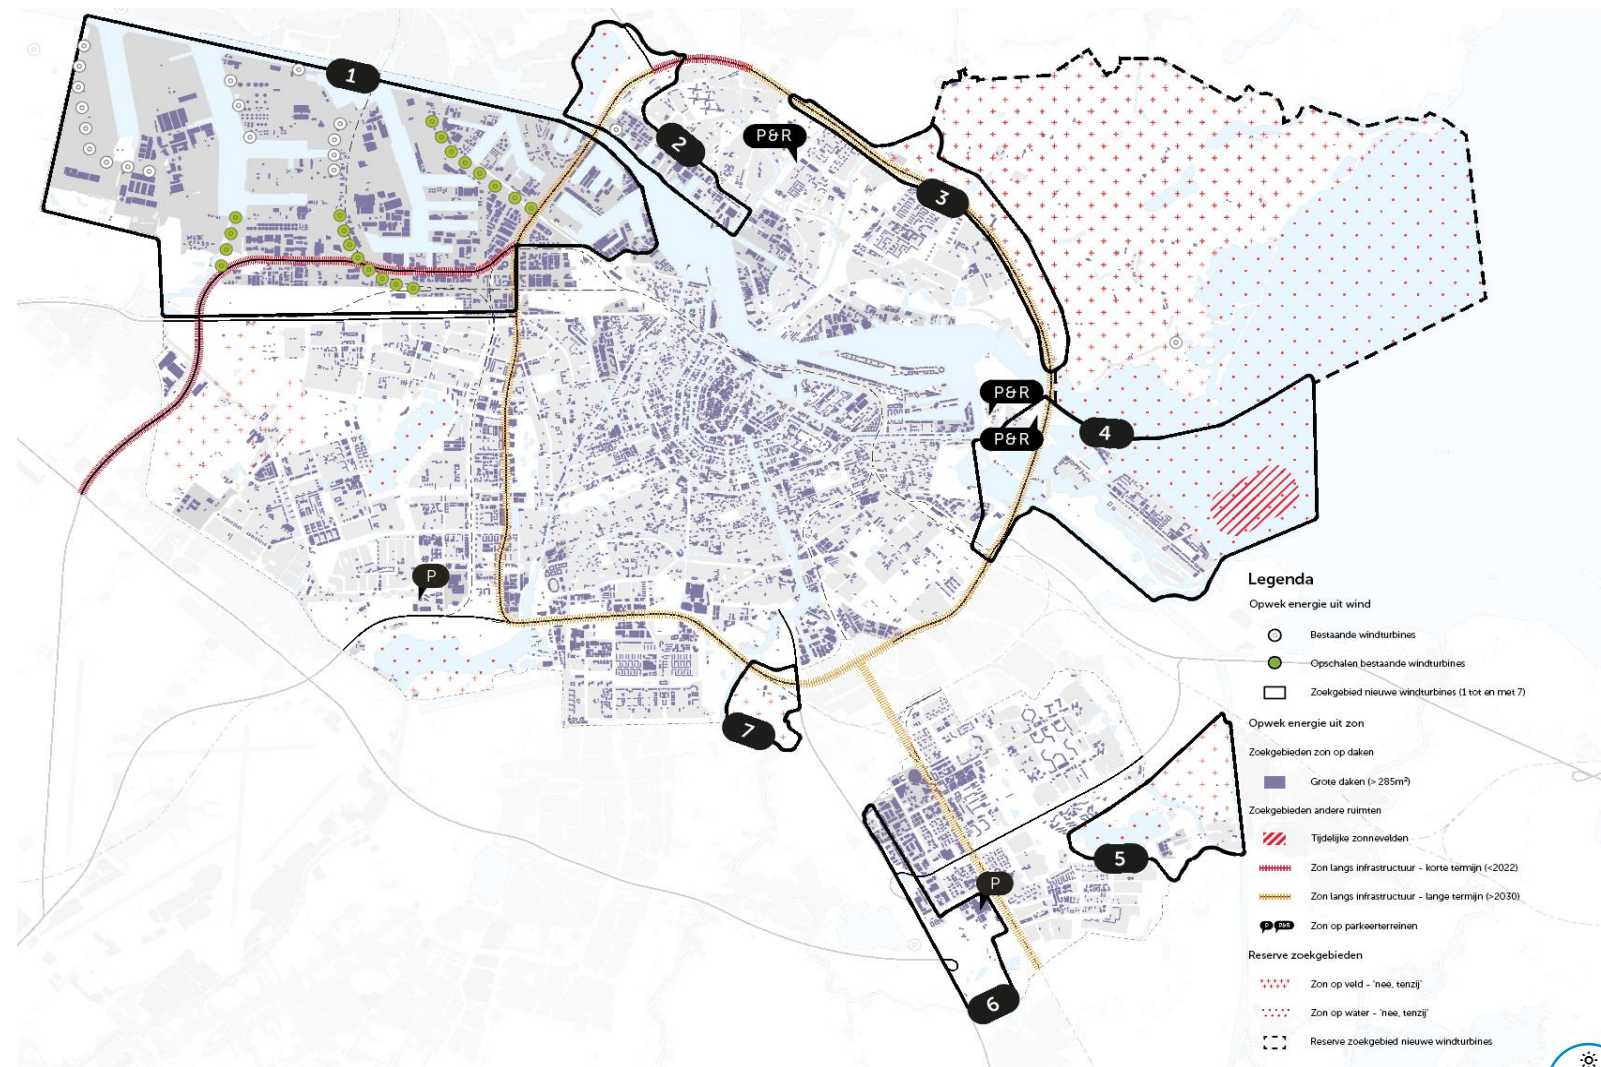 1
2
P&R
3
P&R
P&R
4
P
7
5
P
6
Legenda
Opwek energie uit wind
Bestaande windturbines
Opschalen bestaande windturbines
Zoekgebied nieuwe windturbines (1 tot en met 7)
Opwek energie uit zon
Zoekgebieden zon op daken
Grote daken (> 285m²)
Zoekgebieden andere ruimten
Tijdelijke zonnevelden
Zon langs infrastructuur - korte termijn (<2022)
Zon langs infrastructuur - lange termijn (>2030)
P P&R Zon op parkeerterreinen
Reserve zoekgebieden
Zon op veld - 'nee, tenzij'
Zon op water - 'nee, tenzij'
Reserve zoekgebied nieuwe windturbines